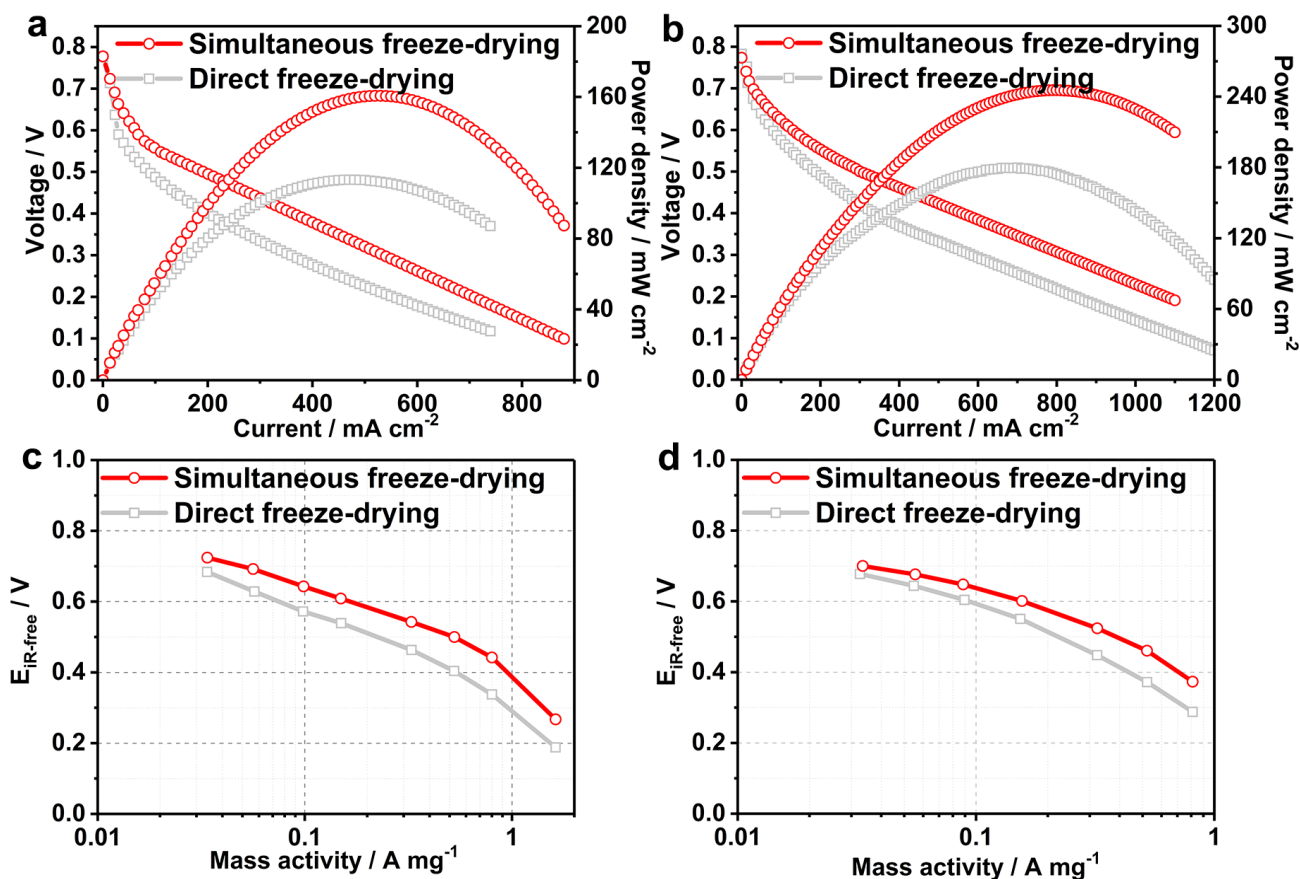 a
Simultaneous freeze-drying
Direct freeze-drying
0.8
0.7
0.6
0.5
0.4
0.3
0.2
0.1
0.0
Voltage / V
200
160
120
80
40
0
Power density / mW cm-2
0 200 400 600 800
Current / mA cm-2
b
Simultaneous freeze-drying
Direct freeze-drying
0.8
0.7
0.6
0.5
0.4
0.3
0.2
0.1
0.0
Voltage / V
300
240
180
120
60
0
Power density / mW cm-2
0 200 400 600 800 1000 1200
Current / mA cm-2
c
Simultaneous freeze-drying
Direct freeze-drying
1.0
0.8
0.6
0.4
0.2
0.0
EiR-free / V
0.01 0.1 1
Mass activity / A mg-1
d
Simultaneous freeze-drying
Direct freeze-drying
1.0
0.8
0.6
0.4
0.2
0.0
EiR-free / V
0.01 0.1 1
Mass activity / A mg-1